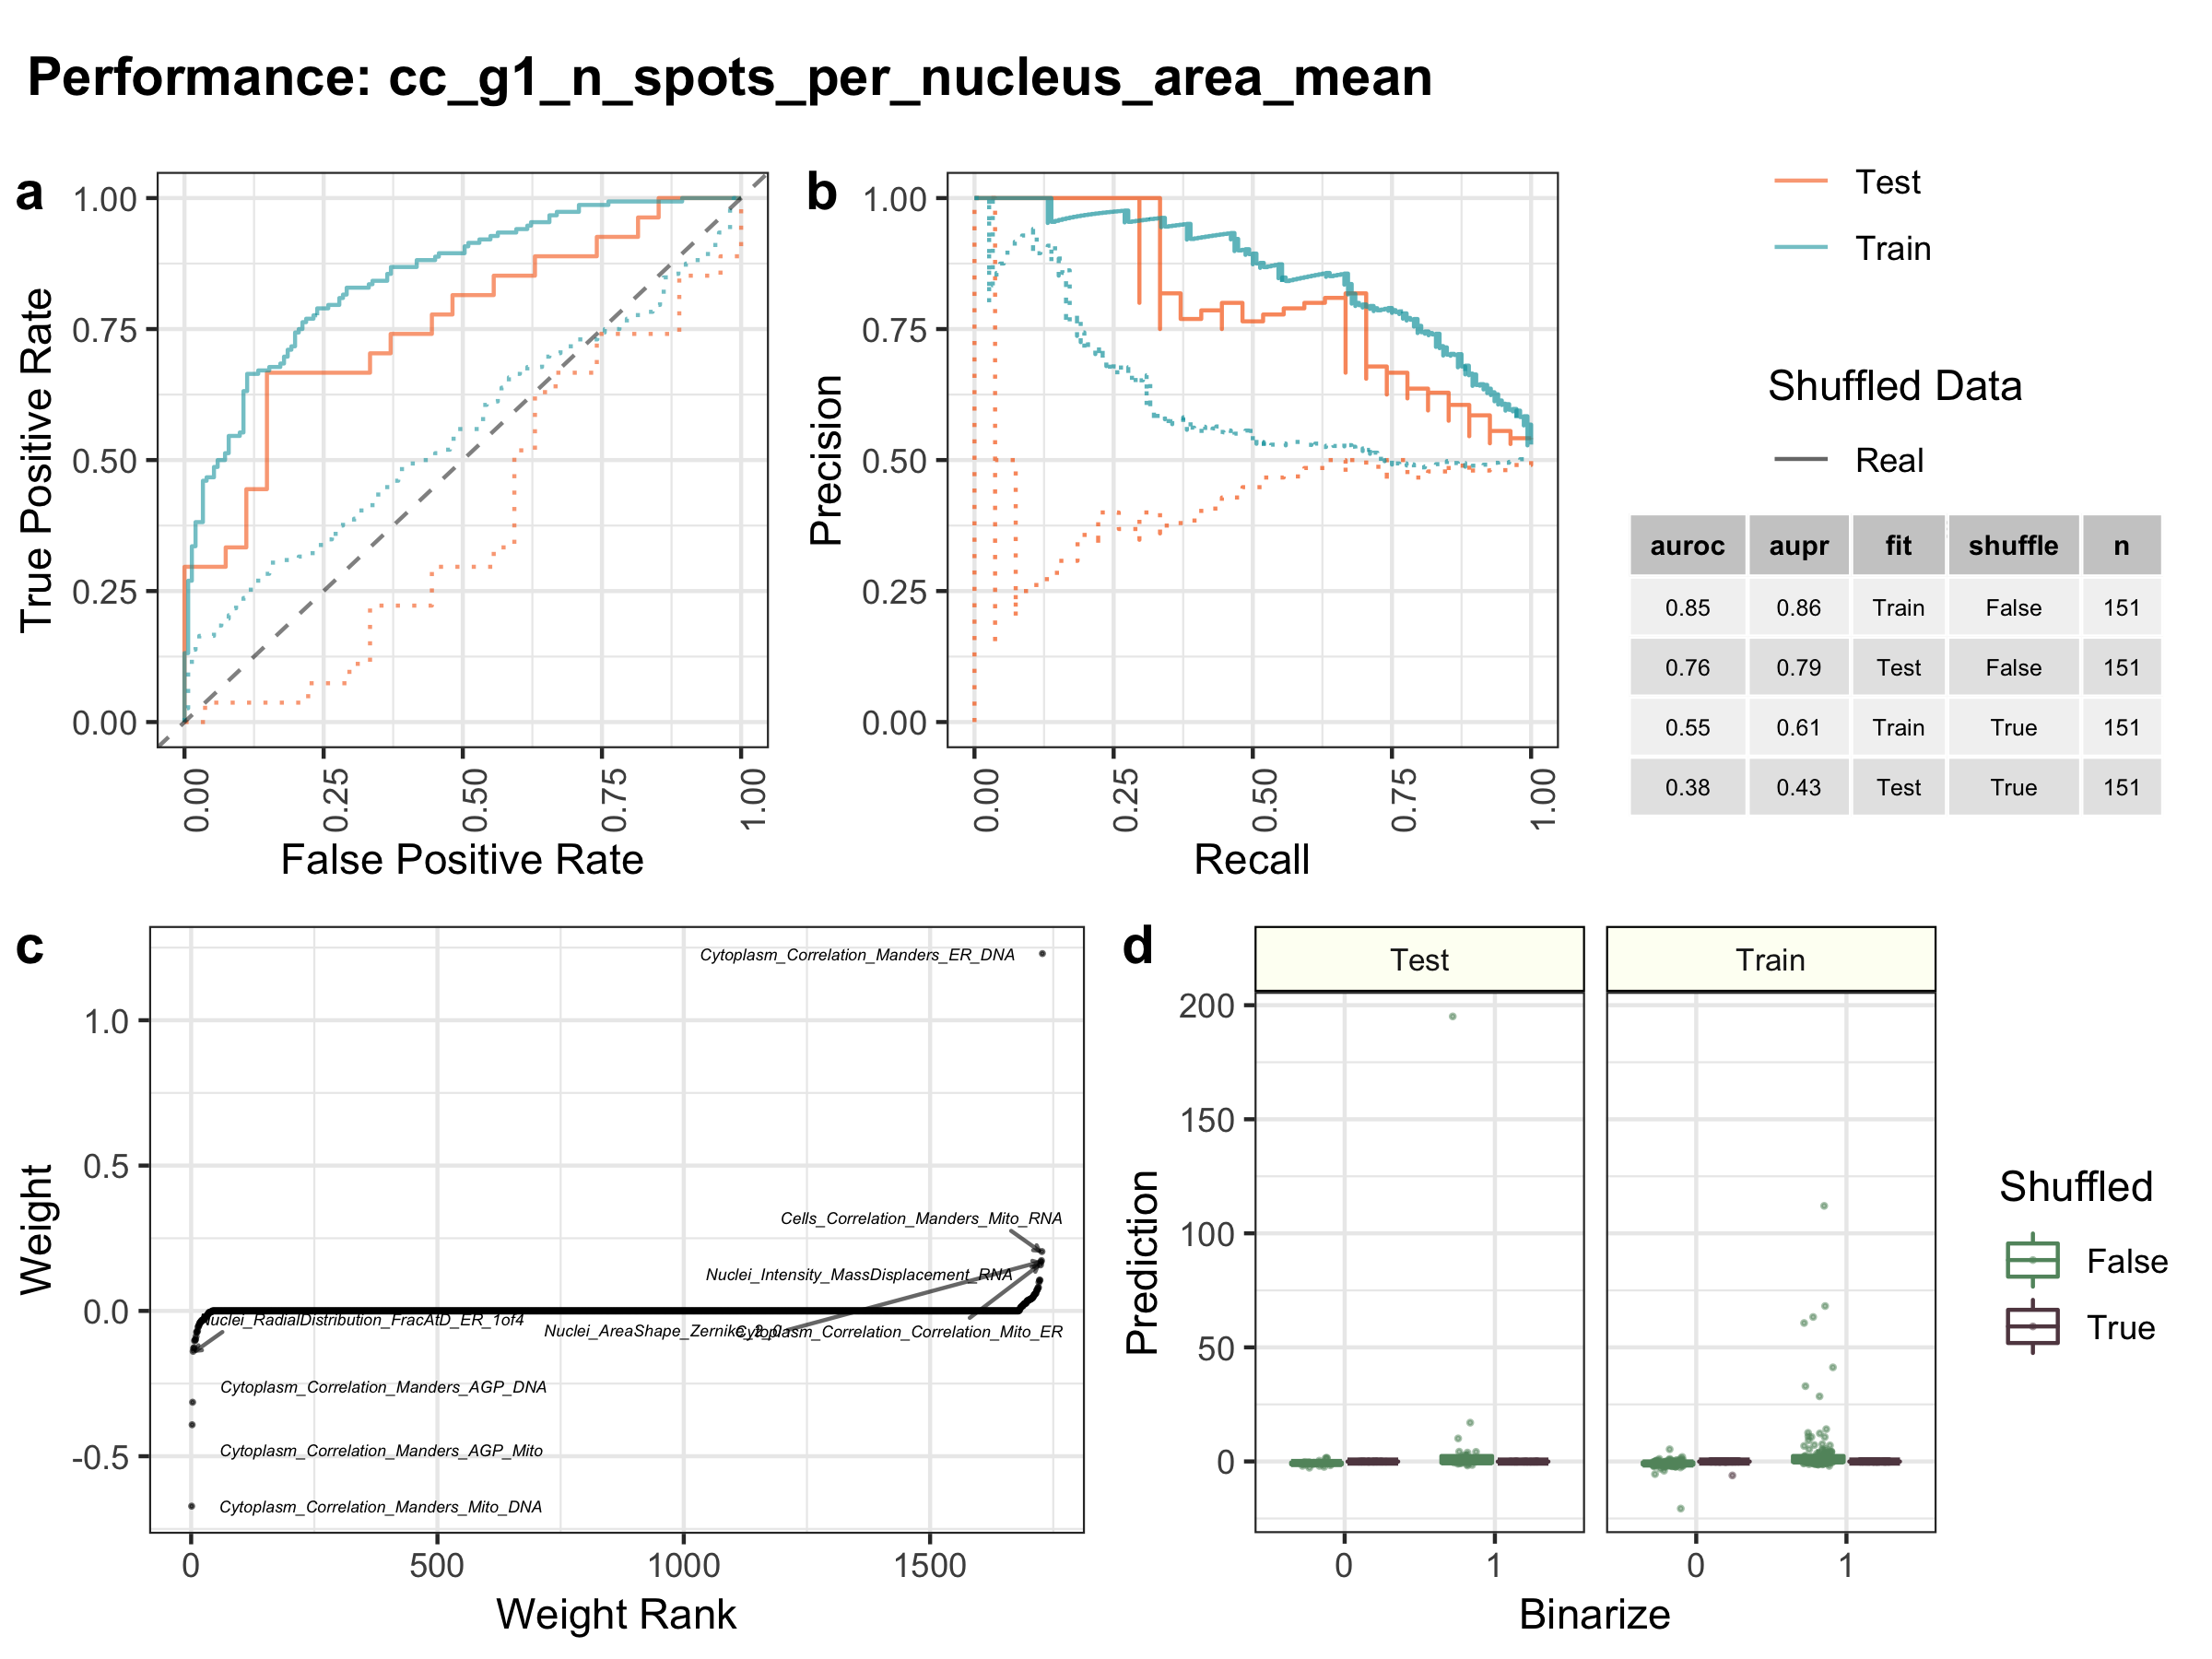 Performance: cc_g1_n_spots_per_nucleus_area_mean
a
1.00
0.75
0.50
0.25
0.00
True Positive Rate
0.00
0.25
0.50
0.75
1.00
False Positive Rate
b
1.00
0.75
0.50
0.25
0.00
Precision
0.00
0.25
0.50
0.75
1.00
Recall
Test
Train
Shuffled Data
Real
auroc aupr fit shuffle n
0.85 0.86 Train False 151
0.76 0.79 Test False 151
0.55 0.61 Train True 151
0.38 0.43 Test True 151
c
1.0
0.5
0.0
-0.5
Weight
Cytoplasm_Correlation_Manders_ER_DNA
Cells_Correlation_Manders_Mito_RNA
Nuclei_Intensity_MassDisplacement_RNA
Nuclei_RadialDistribution_FracAtD_ER_1of4
Nuclei_AreaShape_Zernike_2_0
Cytoplasm_Correlation_Correlation_Mito_ER
Cytoplasm_Correlation_Manders_AGP_DNA
Cytoplasm_Correlation_Manders_AGP_Mito
Cytoplasm_Correlation_Manders_Mito_DNA
0
500
1000
1500
Weight Rank
d
Test
Train
200
150
100
50
0
Prediction
0
1
0
1
Binarize
Shuffled
False
True